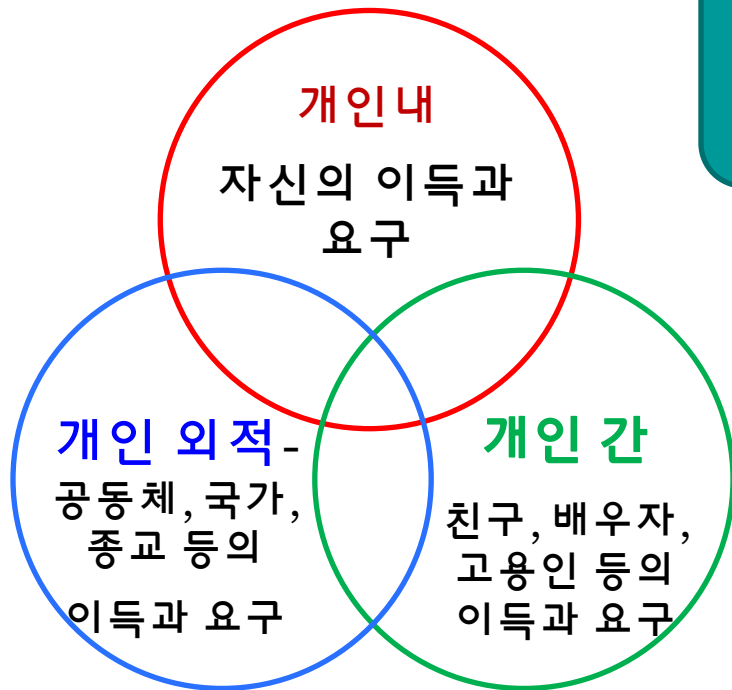 개인내
자신의 이득과
요구
개인 외적-
공동체, 국가,
종교 등의
이득과 요구
개인 간
친구, 배우자,
고용인 등의
이득과 요구